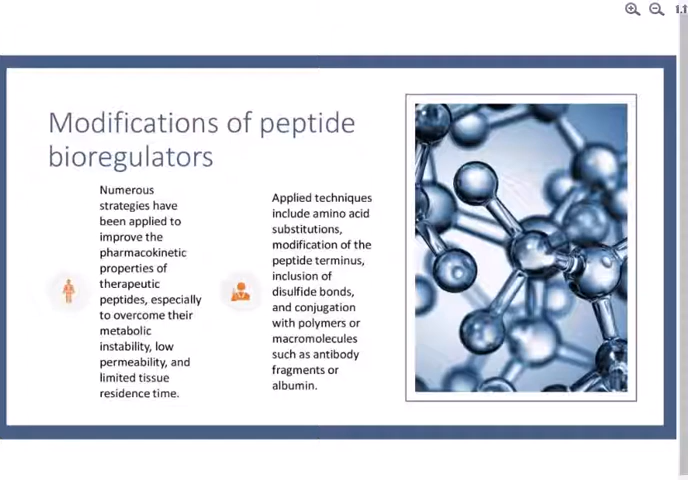 Modifications of peptide
bioregulators
Numerous
strategies have
been applied to
improve the
pharmacokinetic
properties of
therapeutic
peptides, especially
to overcome their
metabolic
instability, low
permeability, and
limited tissue
residence time.
Applied techniques
include amino acid
substitutions,
modification of the
peptide terminus,
inclusion of
disulfide bonds,
and conjugation
with polymers or
macromolecules
such as antibody
fragments or
albumin.